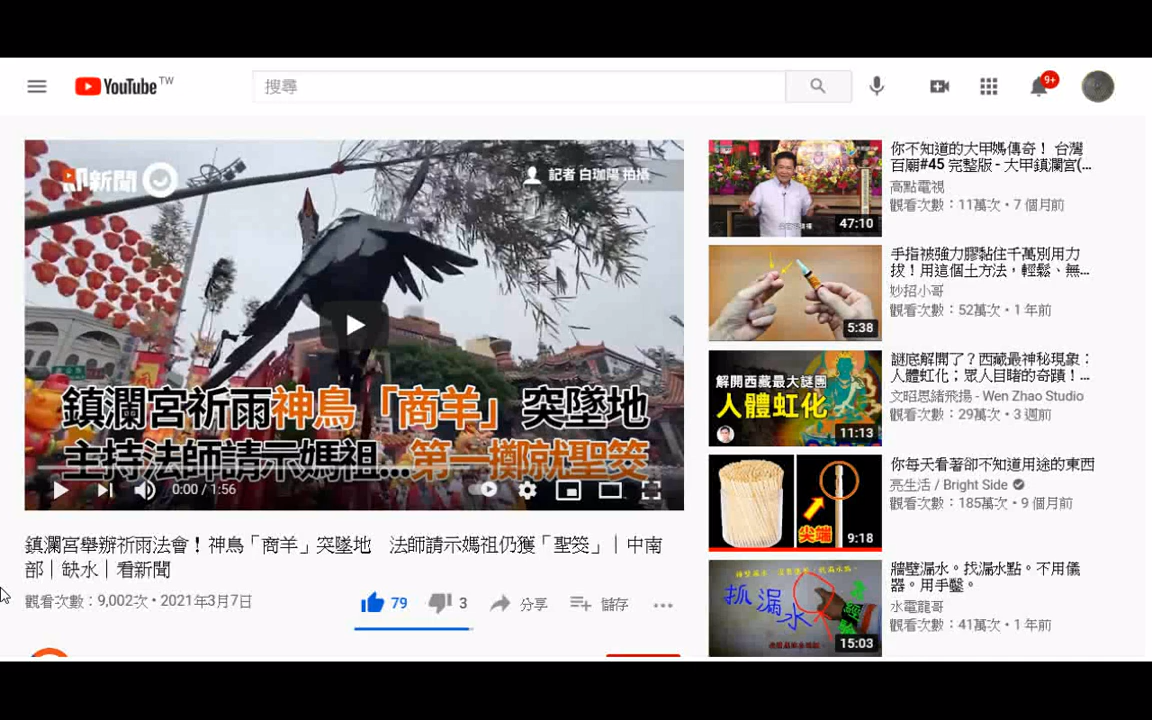 YouTube TW
搜尋
9+
新聞
記者 白珈陽 拍攝
鎮瀾宮祈雨神鳥「商羊」突墜地
主持法師請示媽祖...第一擲就聖筊
0:00 / 1:56
鎮瀾宮舉辦祈雨法會！神鳥「商羊」突墜地 法師請示媽祖仍獲「聖筊」｜中南
部｜缺水｜看新聞
觀看次數：9,002次・2021年3月7日
79
3
分享
儲存
47:10
你不知道的大甲媽傳奇！ 台灣
百廟#45 完整版 - 大甲鎮瀾宮(...
高點電視
觀看次數：11萬次・7 個月前
5:38
手指被強力膠黏住千萬別用力
拔！用這個土方法，輕鬆、無...
妙招小哥
觀看次數：52萬次・1 年前
解開西藏最大謎團
人體虹化
11:13
謎底解開了？西藏最神秘現象：
人體虹化；眾人目睹的奇蹟！...
文昭思緒飛揚 - Wen Zhao Studio
觀看次數：29萬次・3 週前
尖端
9:18
你每天看著卻不知道用途的東西
亮生活 / Bright Side
觀看次數：185萬次・9 個月前
抓漏水
15:03
牆壁漏水。找漏水點。不用儀
器。用手鑿。
水電龍哥
觀看次數：41萬次・1 年前